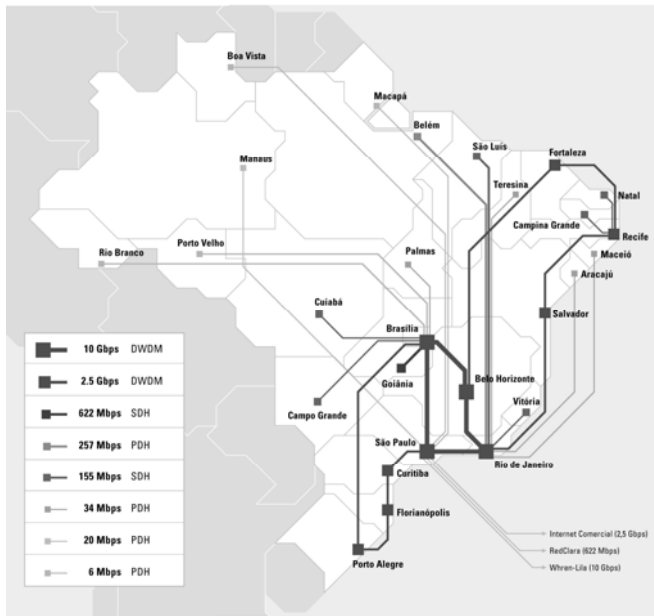 Boa Vista
Macapá
Belém
São Luís
Fortaleza
Manaus
Teresina
Natal
Campina Grande
Recife
Rio Branco
Porto Velho
Palmas
Maceió
Aracajú
Cuiabá
Salvador
Brasília
Goiânia
Belo Horizonte
Campo Grande
Vitória
São Paulo
Rio de Janeiro
Curitiba
Florianópolis
Porto Alegre
10 Gbps DWDM
2.5 Gbps DWDM
622 Mbps SDH
257 Mbps PDH
155 Mbps SDH
34 Mbps PDH
20 Mbps PDH
6 Mbps PDH
Internet Comercial (2,5 Gbps)
RedClara (622 Mbps)
Whren-Lila (10 Gbps)